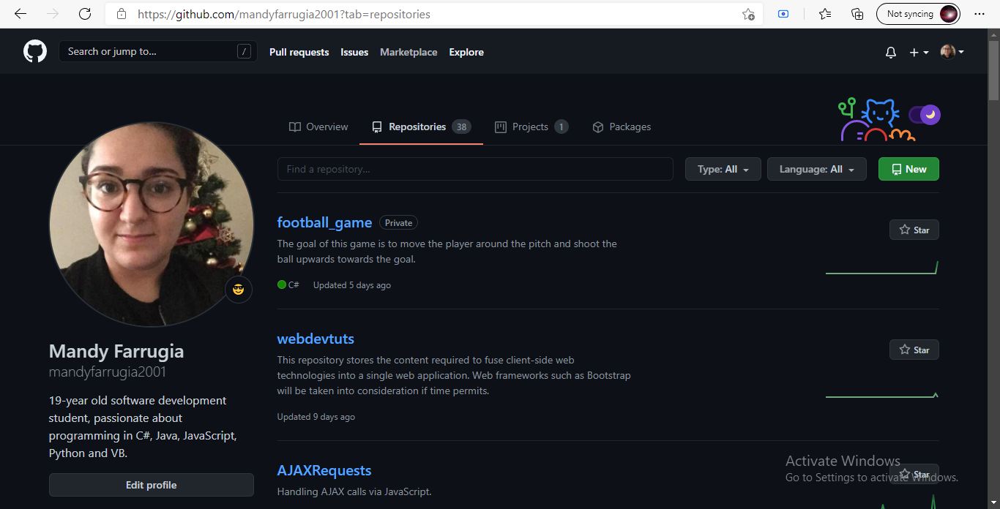 https://github.com/mandyfarrugia2001?tab=repositories
Not syncing
Search or jump to...
/
Pull requests
Issues
Marketplace
Explore
Overview
Repositories 38
Projects 1
Packages
Find a repository...
Type: All
Language: All
New
football_game Private
Star
The goal of this game is to move the player around the pitch and shoot the
ball upwards towards the goal.
C# Updated 5 days ago
webdevtuts
Star
This repository stores the content required to fuse client-side web
technologies into a single web application. Web frameworks such as Bootstrap
will be taken into consideration if time permits.
Updated 9 days ago
AJAXRequests
Star
Handling AJAX calls via JavaScript.
Mandy Farrugia
mandyfarrugia2001
19-year old software development
student, passionate about
programming in C#, Java, JavaScript,
Python and VB.
Edit profile
Activate Windows
Go to Settings to activate Windows.